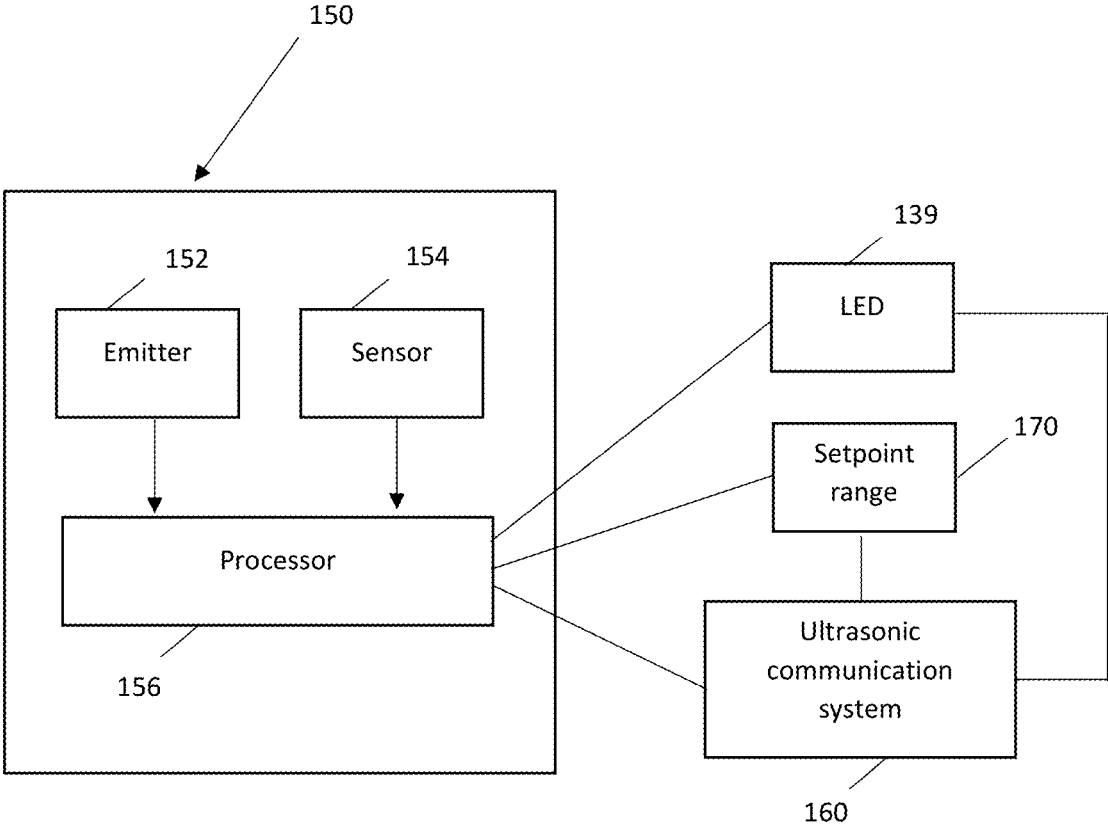 150
139
152
154
LED
Emitter
Sensor
170
Setpoint
range
Processor
Ultrasonic
communication
system
156
160